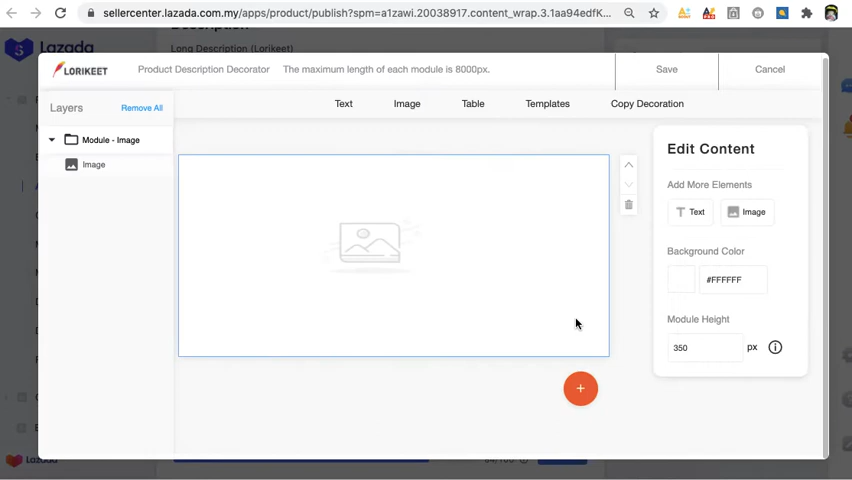 sellercenter.lazada.com.my/apps/product/publish?spm=a1zawi.20038917.content_wrap.3.1aa94edfK...
Lazada
Long Description (Lorikeet)
LORIKEET
Product Description Decorator
The maximum length of each module is 8000px.
Save
Cancel
Layers
Remove All
Text
Image
Table
Templates
Copy Decoration
Module - Image
Image
Edit Content
Add More Elements
Text
Image
Background Color
#FFFFFF
Module Height
350
px
Lazada